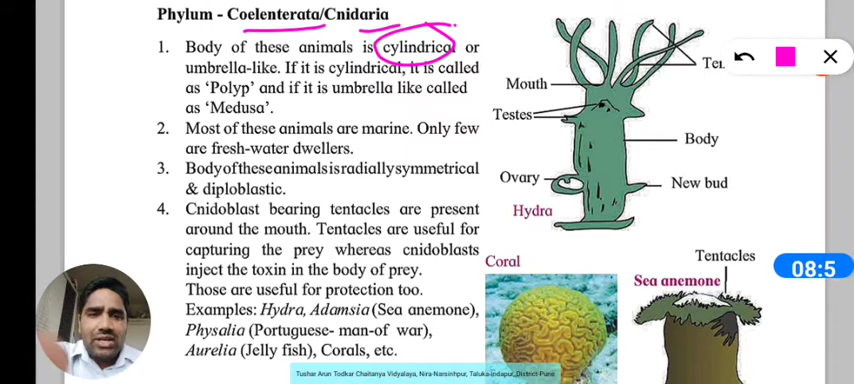 Phylum - Coelenterata/Cnidaria
1. Body of these animals is cylindrical or
umbrella-like. If it is cylindrical, it is called
as ‘Polyp’ and if it is umbrella like called
as ‘Medusa’.
2. Most of these animals are marine. Only few
are fresh-water dwellers.
3. Body of these animals is radially symmetrical
& diploblastic.
4. Cnidoblast bearing tentacles are present
around the mouth. Tentacles are useful for
capturing the prey whereas cnidoblasts
inject the toxin in the body of prey.
Those are useful for protection too.
Examples: Hydra, Adamsia (Sea anemone),
Physalia (Portuguese- man-of war),
Aurelia (Jelly fish), Corals, etc.
Mouth
Testes
Body
Ovary
New bud
Hydra
Coral
Tentacles
Sea anemone
08:5
Tushar Arun Todkar Chaitanya Vidyalaya, Nira-Narsinhpur, Taluka-Indapur, District-Pune